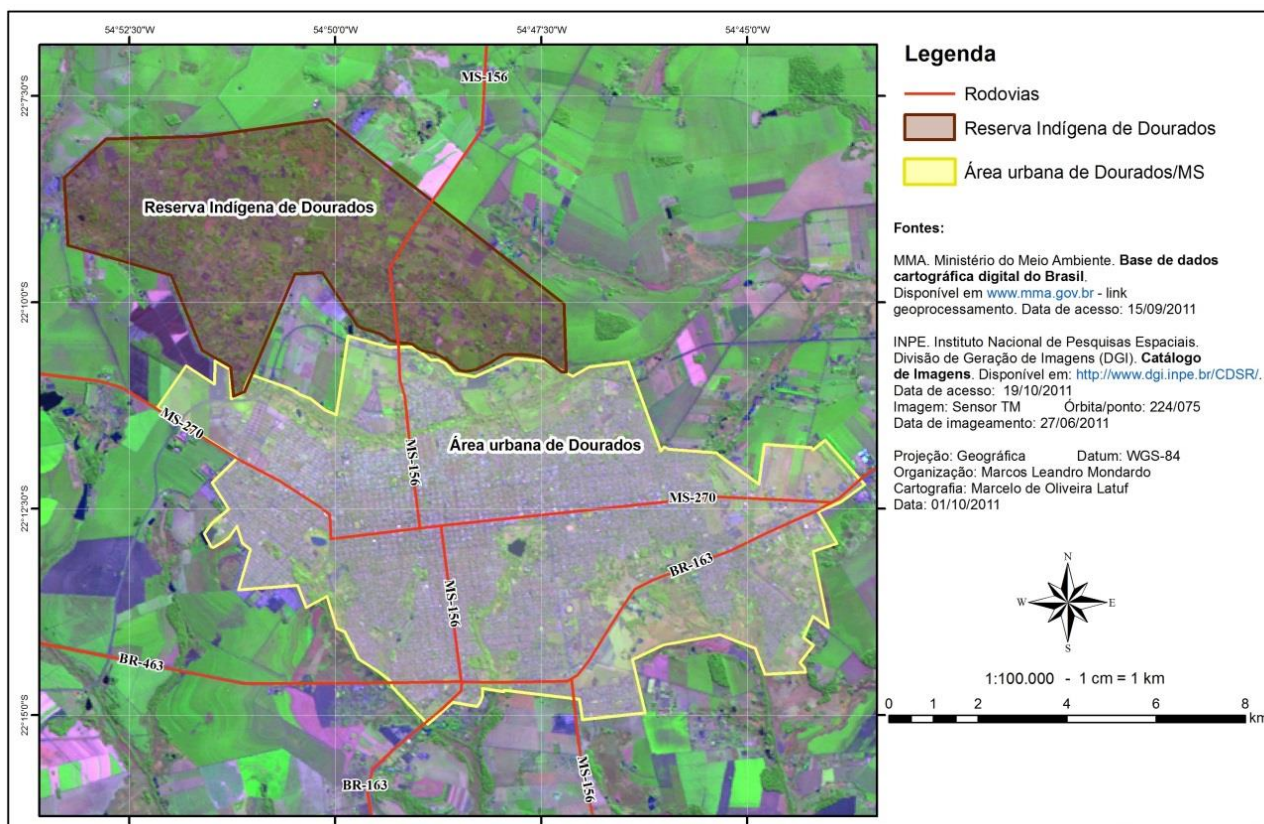 54°52'30"W 54°50'0"W 54°47'30"W 54°45'0"W
22°7'30"S
22°10'0"S
22°12'30"S
22°15'0"S
MS-156
Reserva Indígena de Dourados
MS-270
Área urbana de Dourados
MS-156
MS-270
BR-163
MS-156
BR-463
BR-163
MS-156
Legenda
Rodovias
Reserva Indígena de Dourados
Área urbana de Dourados/MS
Fontes:
MMA. Ministério do Meio Ambiente. Base de dados
cartográfica digital do Brasil.
Disponível em www.mma.gov.br - link
geoprocessamento. Data de acesso: 15/09/2011
INPE. Instituto Nacional de Pesquisas Espaciais.
Divisão de Geração de Imagens (DGI). Catálogo
de Imagens. Disponível em: http://www.dgi.inpe.br/CDSR/.
Data de acesso: 19/10/2011
Imagem: Sensor TM Órbita/ponto: 224/075
Data de imageamento: 27/06/2011
Projeção: Geográfica Datum: WGS-84
Organização: Marcos Leandro Mondardo
Cartografia: Marcelo de Oliveira Latuf
Data: 01/10/2011
N
W E
S
1:100.000 - 1 cm = 1 km
0 1 2 4 6 8
km